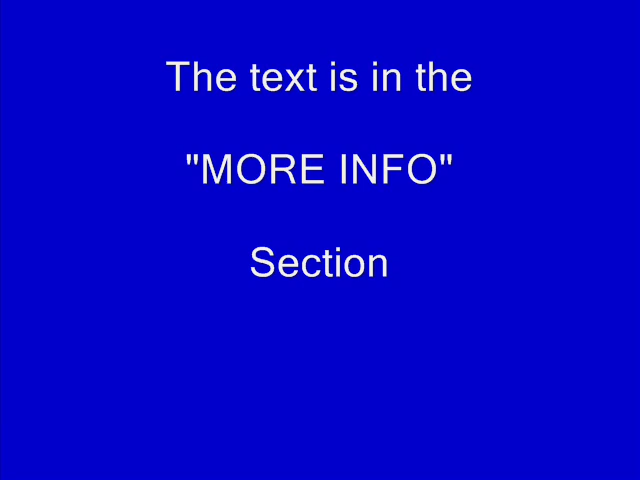 The text is in the
"MORE INFO"
Section